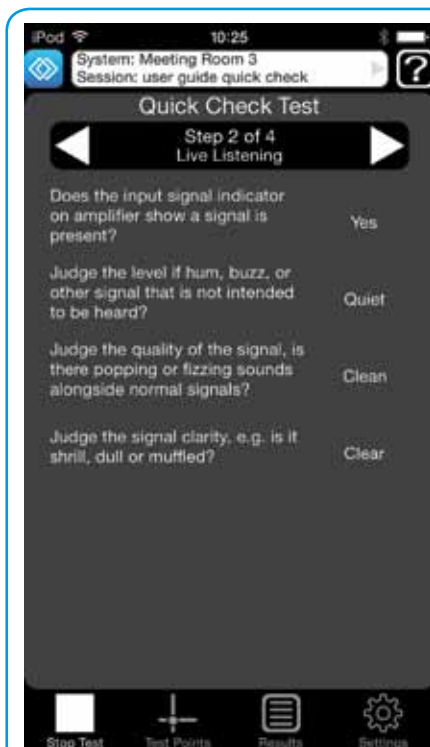 iPod 10:25
System: Meeting Room 3
Session: user guide quick check
?
Quick Check Test
Step 2 of 4
Live Listening
Does the input signal indicator
on amplifier show a signal is
present?
Yes
Judge the level if hum, buzz, or
other signal that is not intended
to be heard?
Quiet
Judge the quality of the signal, is
there popping or fizzing sounds
alongside normal signals?
Clean
Judge the signal clarity, e.g. is it
shrill, dull or muffled?
Clear
Stop Test Test Points Results Settings